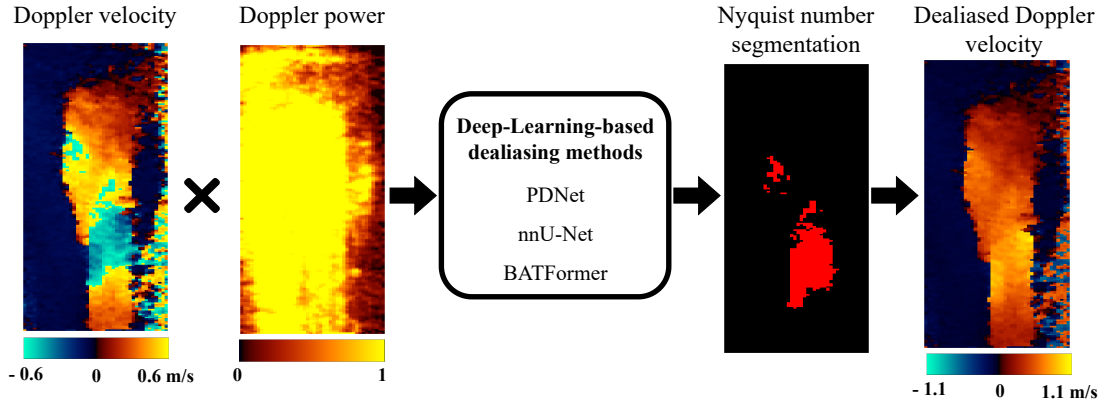 Doppler velocity
Doppler power
Nyquist number
segmentation
Dealiased Doppler
velocity
Deep-Learning-based
dealiasing methods
PDNet
nnU-Net
BATFormer
- 0.6 0 0.6 m/s
0 1
- 1.1 0 1.1 m/s